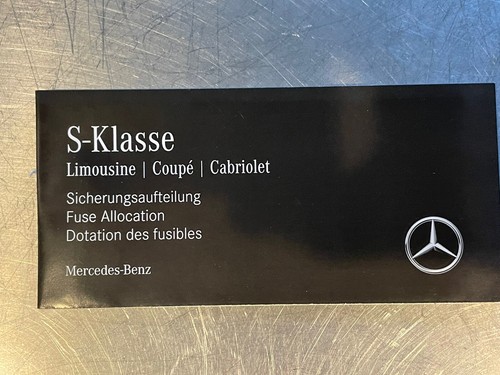 S-Klasse
Limousine | Coupé | Cabriolet
Sicherungsaufteilung
Fuse Allocation
Dotation des fusibles
Mercedes-Benz